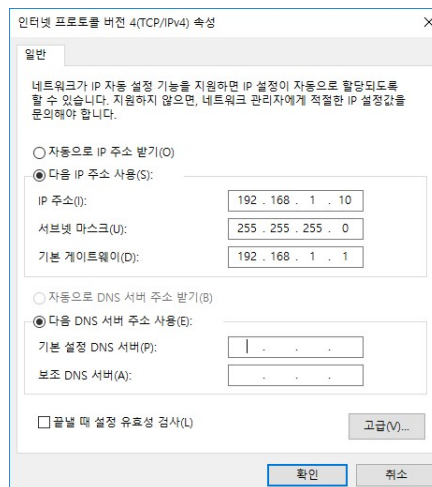 인터넷 프로토콜 버전 4(TCP/IPv4) 속성
일반
네트워크가 IP 자동 설정 기능을 지원하면 IP 설정이 자동으로 할당되도록
할 수 있습니다. 지원하지 않으면, 네트워크 관리자에게 적절한 IP 설정값을
문의해야 합니다.
자동으로 IP 주소 받기(O)
다음 IP 주소 사용(S):
IP 주소(I): 192 . 168 . 1 . 10
서브넷 마스크(U): 255 . 255 . 255 . 0
기본 게이트웨이(D): 192 . 168 . 1 . 1
자동으로 DNS 서버 주소 받기(B)
다음 DNS 서버 주소 사용(E):
기본 설정 DNS 서버(P): . . .
보조 DNS 서버(A): . . .
끝낼 때 설정 유효성 검사(L)
고급(V)...
확인 취소